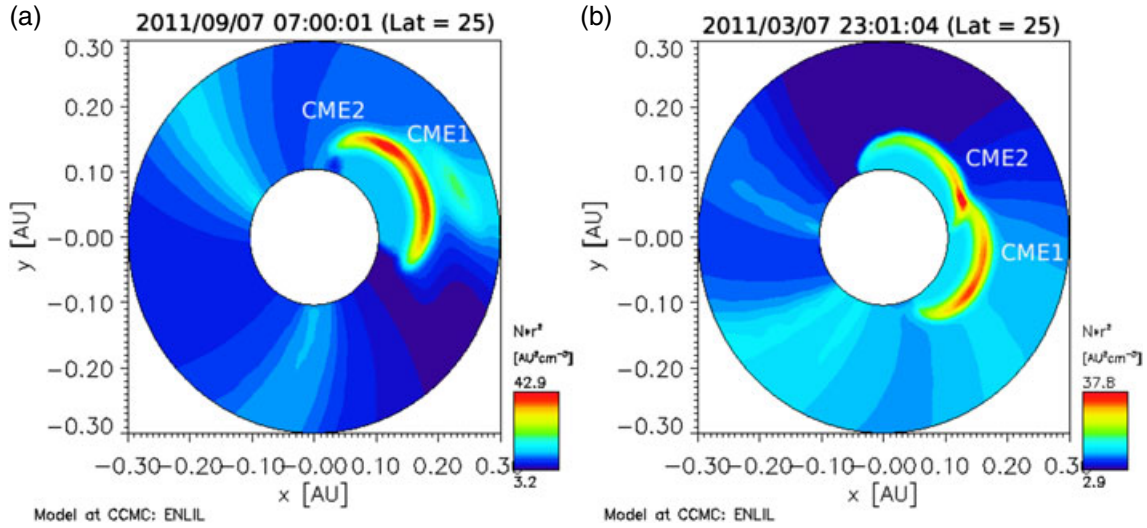 (a)
2011/09/07 07:00:01 (Lat = 25)
0.30
0.20
0.10
-0.00
-0.10
-0.20
-0.30
y [AU]
CME2
CME1
-0.30-0.20-0.10-0.00 0.10 0.20 0.30
x [AU]
N*r²
[AU²cm⁻³]
42.9
3.2
Model at CCMC: ENLIL
(b)
2011/03/07 23:01:04 (Lat = 25)
0.30
0.20
0.10
-0.00
-0.10
-0.20
-0.30
y [AU]
CME2
CME1
-0.30-0.20-0.10-0.00 0.10 0.20 0.30
x [AU]
N*r²
[AU²cm⁻³]
37.8
2.9
Model at CCMC: ENLIL